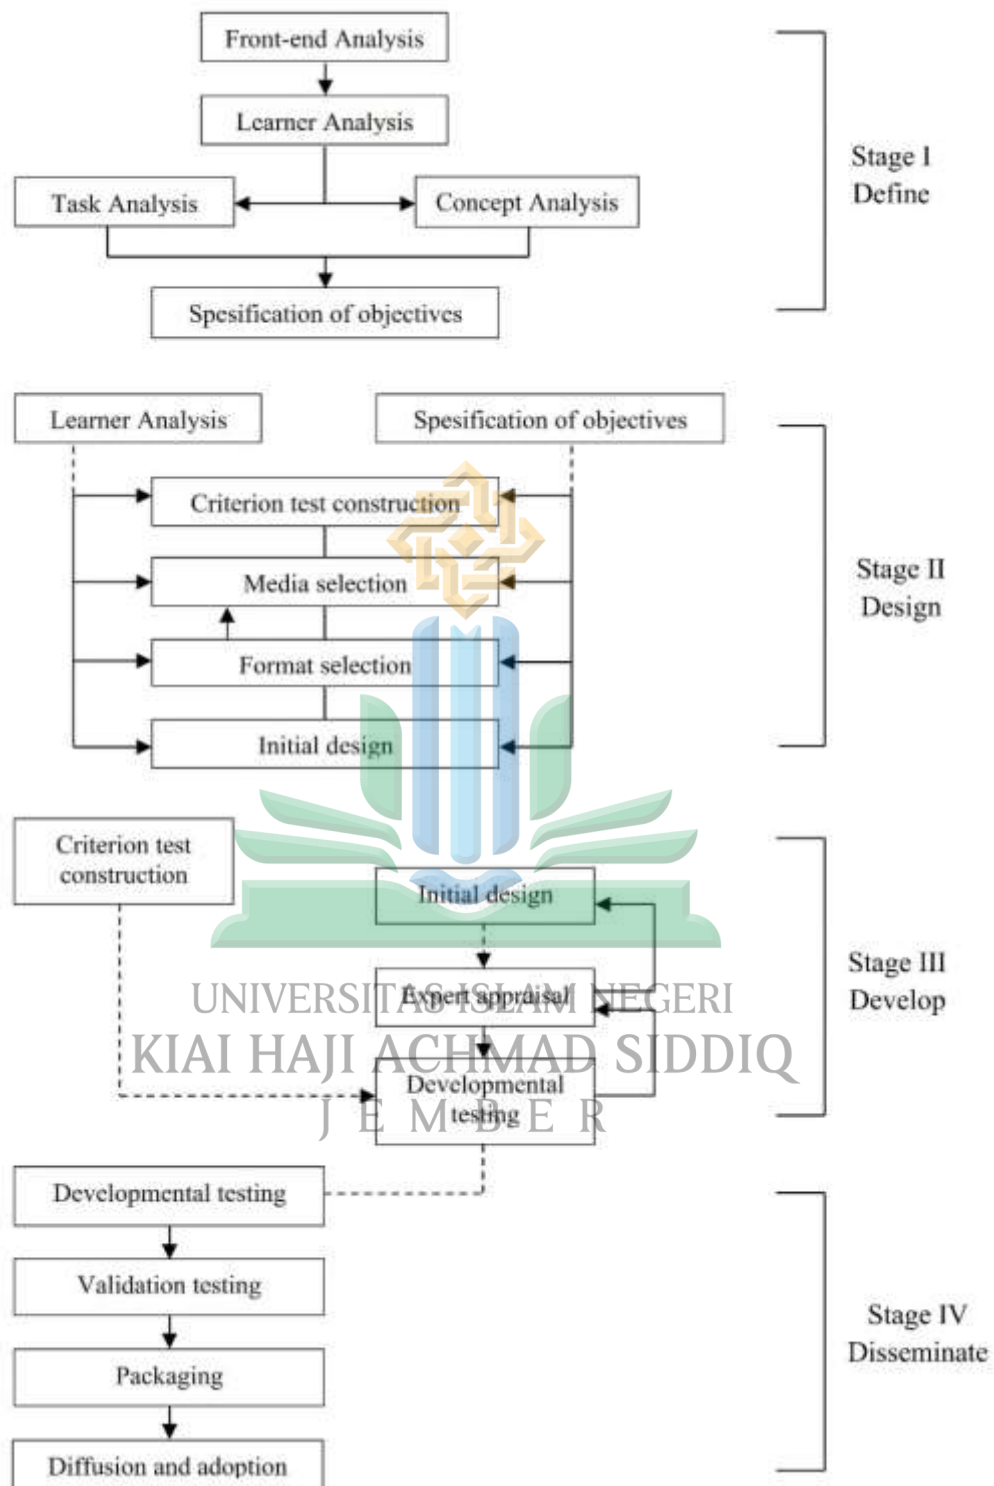 Front-end Analysis
Learner Analysis
Task Analysis
Concept Analysis
Spesification of objectives
Stage I
Define
Learner Analysis
Spesification of objectives
Criterion test construction
Media selection
Format selection
Initial design
Stage II
Design
Criterion test
construction
Initial design
Expert appraisal
Developmental
testing
Stage III
Develop
UNIVERSITAS ISLAM NEGERI
KIAI HAJI ACHMAD SIDDIQ
JEMBER
Developmental testing
Validation testing
Packaging
Diffusion and adoption
Stage IV
Disseminate